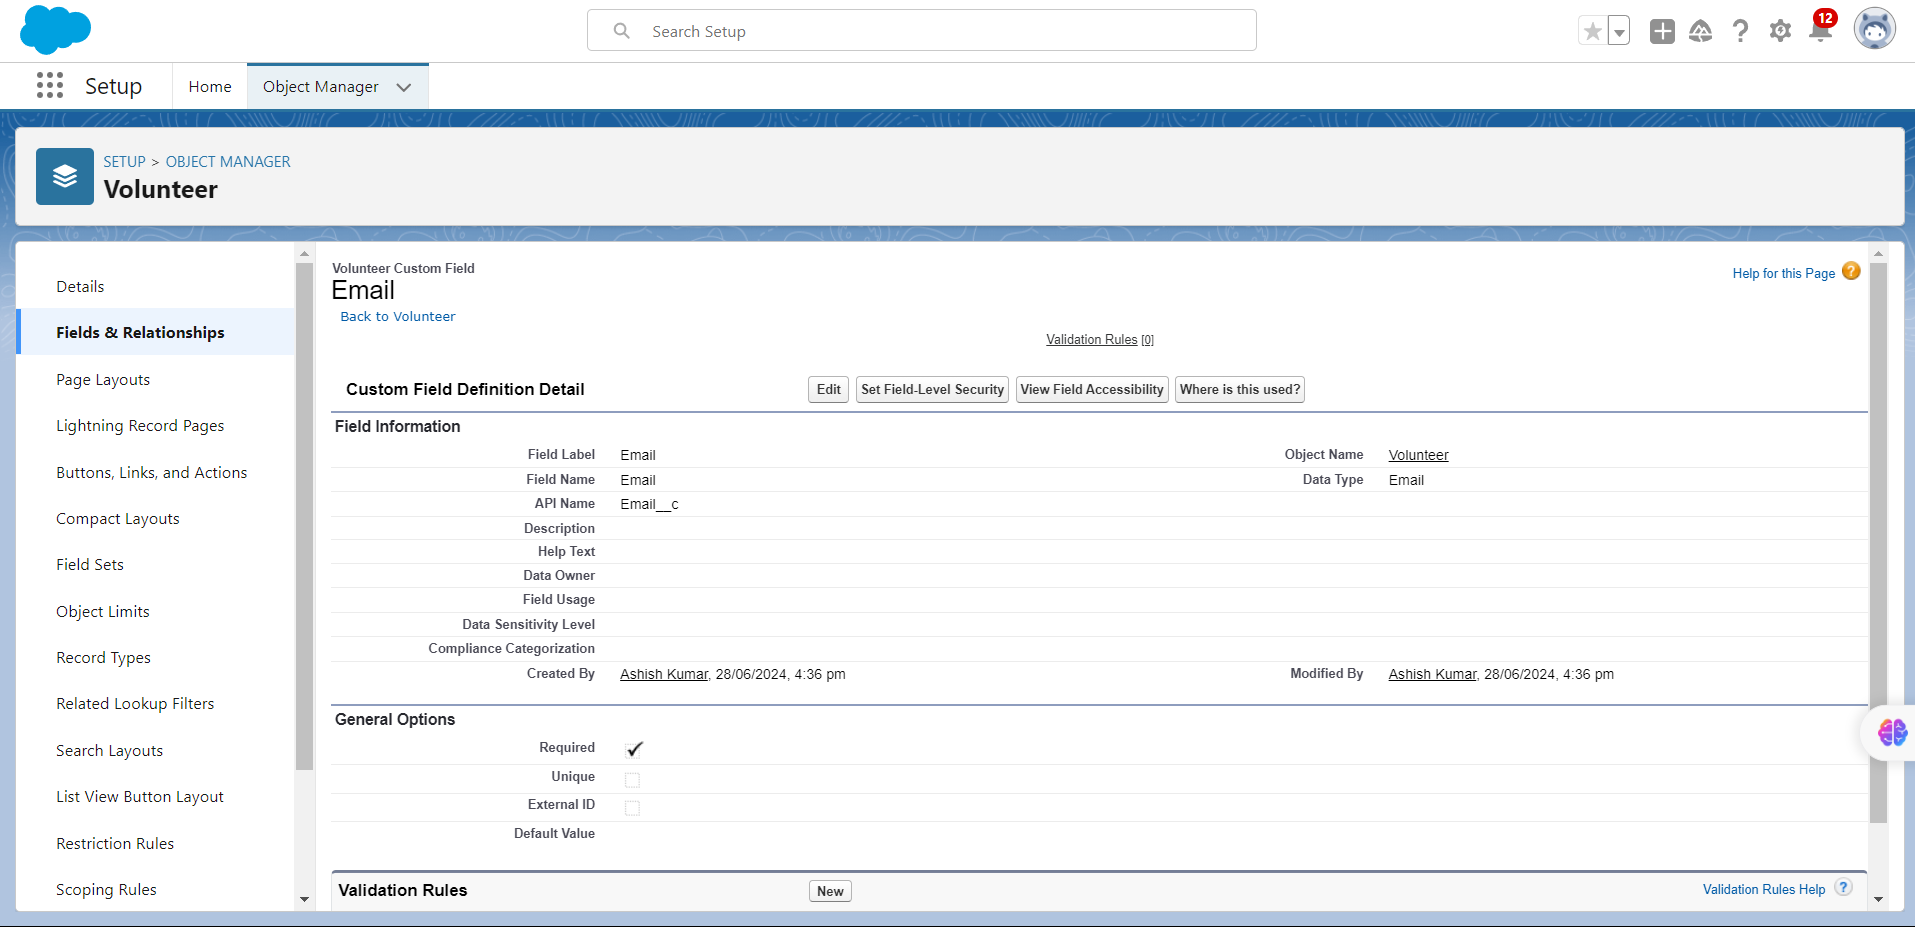 Search Setup
12
Setup
Home
Object Manager
SETUP > OBJECT MANAGER
Volunteer
Details
Fields & Relationships
Page Layouts
Lightning Record Pages
Buttons, Links, and Actions
Compact Layouts
Field Sets
Object Limits
Record Types
Related Lookup Filters
Search Layouts
List View Button Layout
Restriction Rules
Scoping Rules
Volunteer Custom Field
Email
Back to Volunteer
Help for this Page ?
Validation Rules [0]
Custom Field Definition Detail Edit Set Field-Level Security View Field Accessibility Where is this used?
Field Information
Field Label Email Object Name Volunteer
Field Name Email Data Type Email
API Name Email__c
Description
Help Text
Data Owner
Field Usage
Data Sensitivity Level
Compliance Categorization
Created By Ashish Kumar, 28/06/2024, 4:36 pm Modified By Ashish Kumar, 28/06/2024, 4:36 pm
General Options
Required
Unique
External ID
Default Value
Validation Rules New Validation Rules Help ?